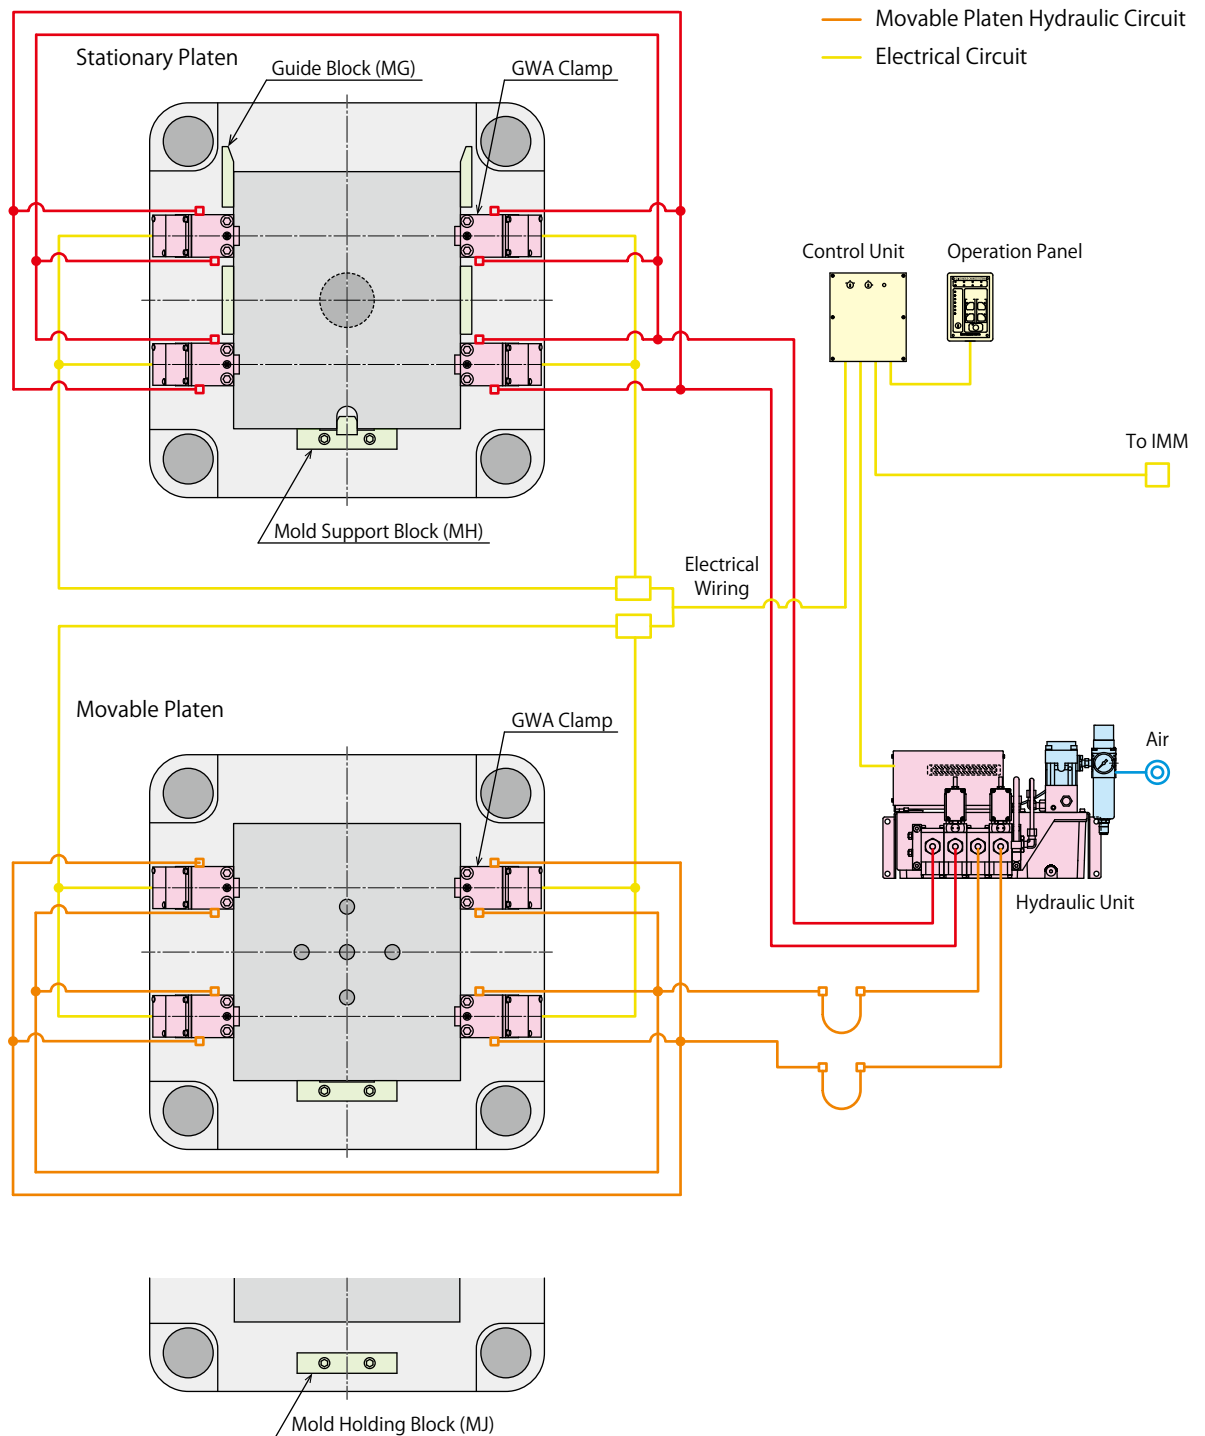 Movable Platen Hydraulic Circuit
Electrical Circuit
Stationary Platen
Guide Block (MG)
GWA Clamp
Control Unit
Operation Panel
To IMM
Mold Support Block (MH)
Electrical
Wiring
Movable Platen
GWA Clamp
Air
Hydraulic Unit
Mold Holding Block (MJ)